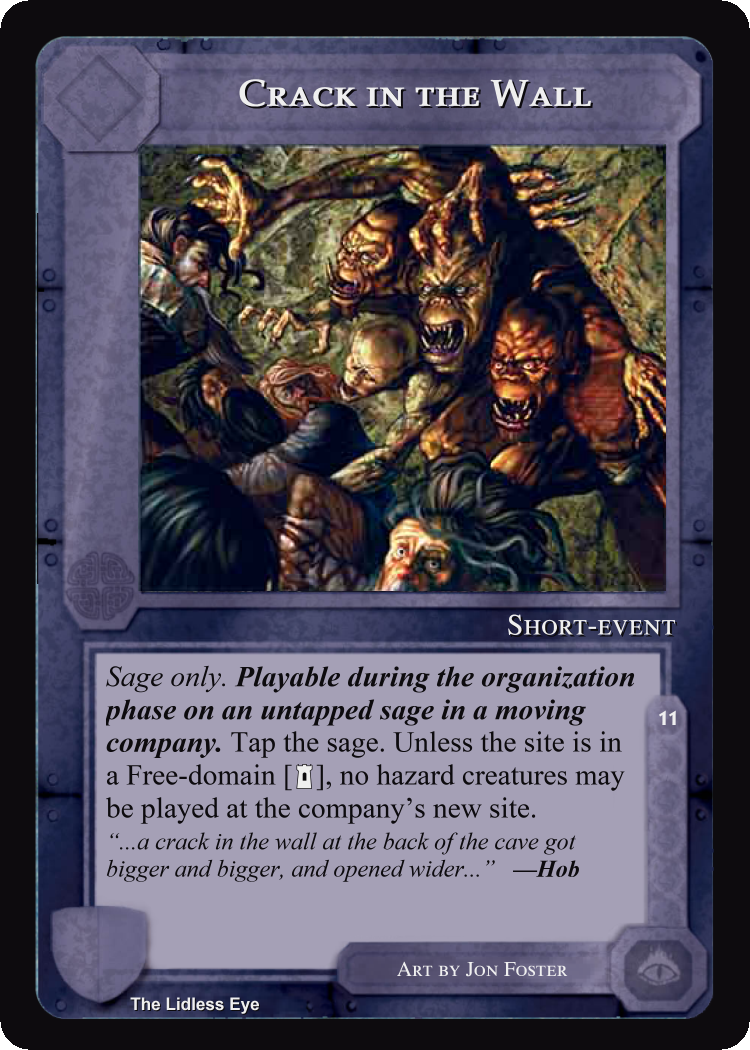 Crack in the Wall
Short-event
Sage only. Playable during the organization
phase on an untapped sage in a moving
company. Tap the sage. Unless the site is in
a Free-domain [ ], no hazard creatures may
be played at the company's new site.
"...a crack in the wall at the back of the cave got
bigger and bigger, and opened wider..." —Hob
11
Art by Jon Foster
The Lidless Eye